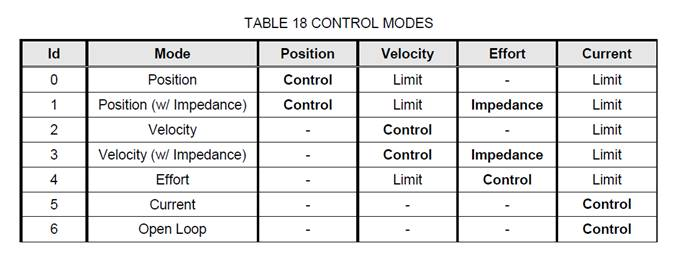 TABLE 18 CONTROL MODES
Id Mode Position Velocity Effort Current
0 Position Control Limit - Limit
1 Position (w/ Impedance) Control Limit Impedance Limit
2 Velocity - Control - Limit
3 Velocity (w/ Impedance) - Control Impedance Limit
4 Effort - Limit Control Limit
5 Current - - - Control
6 Open Loop - - - Control